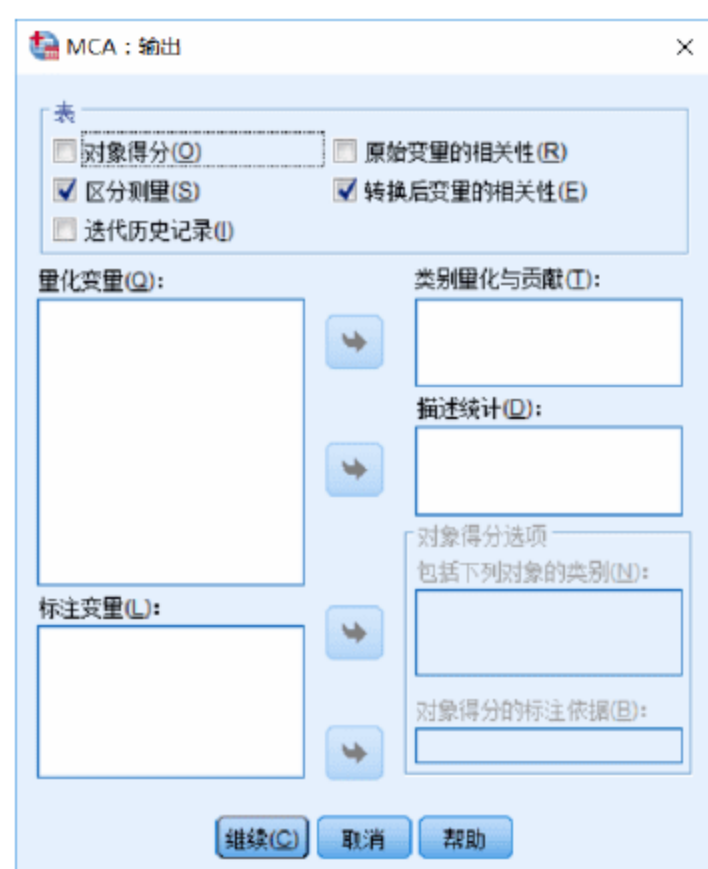 MCA：输出
表
对象得分(O)
原始变量的相关性(R)
区分测量(S)
转换后变量的相关性(E)
迭代历史记录(I)
量化变量(Q)：
类别量化与贡献(T)：
描述统计(D)：
对象得分选项
包括下列对象的类别(N)：
标注变量(L)：
对象得分的标注依据(B)：
继续(C)
取消
帮助